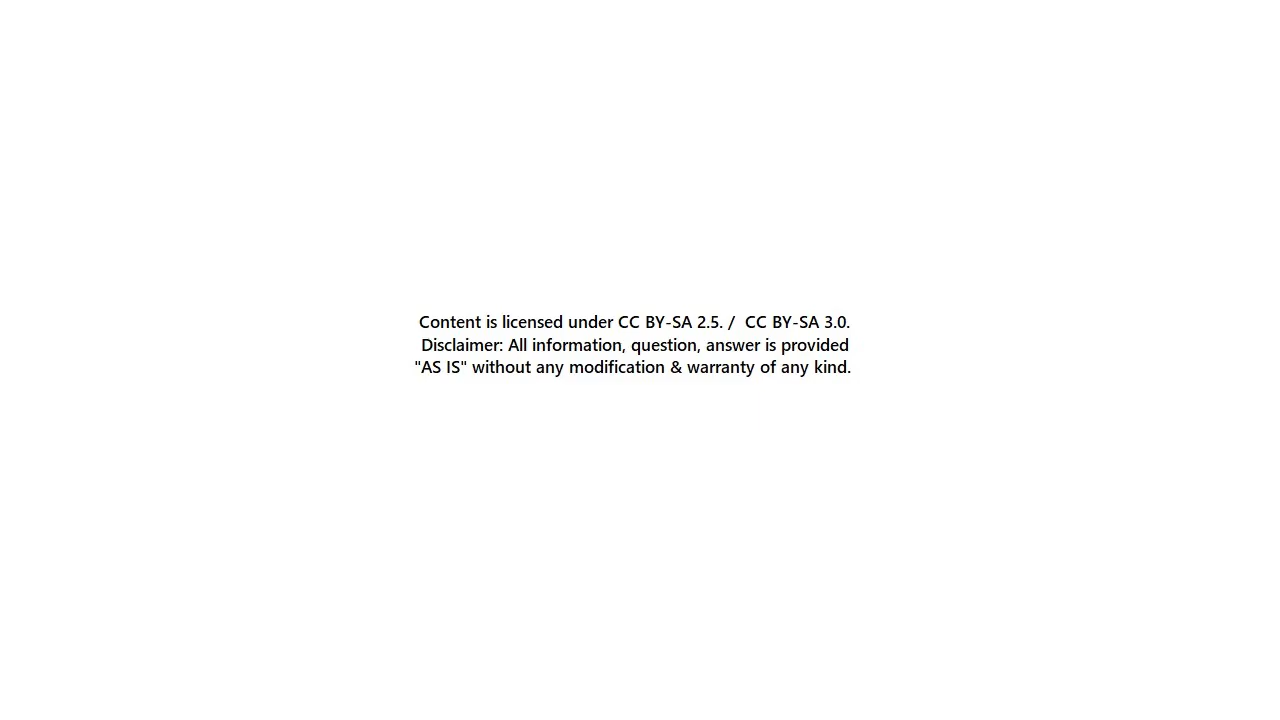 Content is licensed under CC BY-SA 2.5. / CC BY-SA 3.0.
Disclaimer: All information, question, answer is provided
"AS IS" without any modification & warranty of any kind.